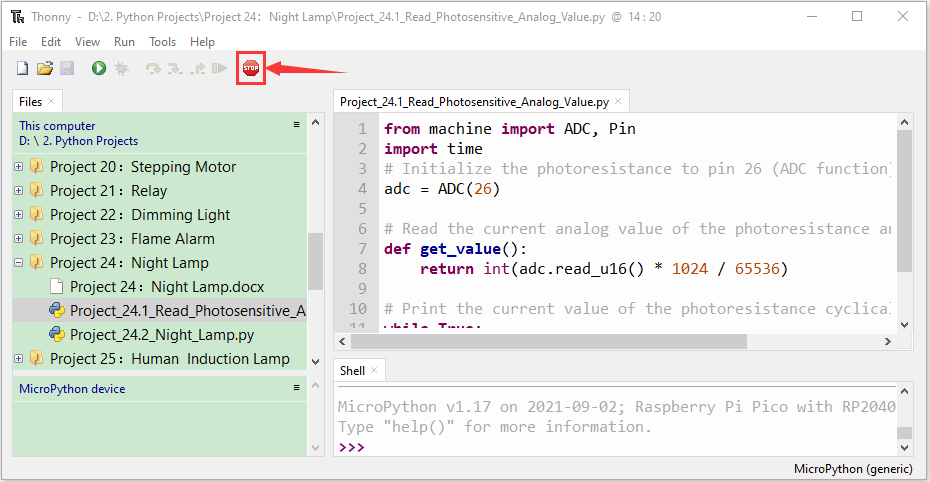 Thonny - D:\2. Python Projects\Project 24：Night Lamp\Project_24.1_Read_Photosensitive_Analog_Value.py @ 14 : 20
File Edit View Run Tools Help
STOP
Files
This computer
D: \ 2. Python Projects
Project 20：Stepping Motor
Project 21：Relay
Project 22：Dimming Light
Project 23：Flame Alarm
Project 24：Night Lamp
Project 24：Night Lamp.docx
Project_24.1_Read_Photosensitive_A
Project_24.2_Night_Lamp.py
Project 25：Human Induction Lamp
MicroPython device
Project_24.1_Read_Photosensitive_Analog_Value.py
1 from machine import ADC, Pin
2 import time
3 # Initialize the photoresistance to pin 26 (ADC function)
4 adc = ADC(26)
5
6 # Read the current analog value of the photoresistance an
7 def get_value():
8 return int(adc.read_u16() * 1024 / 65536)
9
10 # Print the current value of the photoresistance cyclical
11 while True:
Shell
MicroPython v1.17 on 2021-09-02; Raspberry Pi Pico with RP2040
Type "help()" for more information.
>>>
MicroPython (generic)